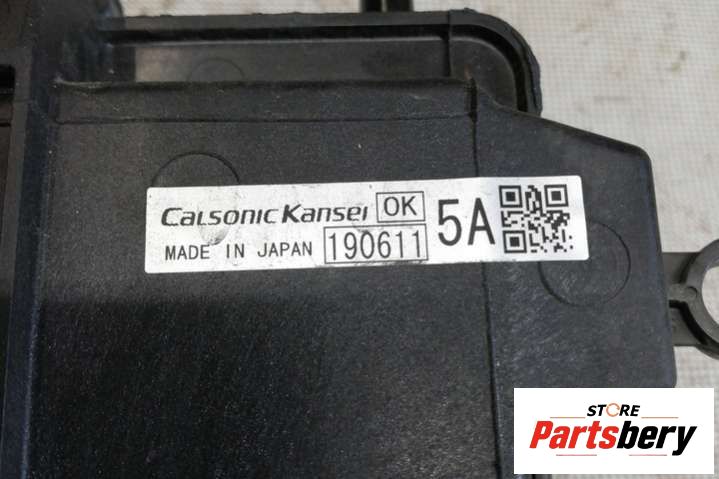 CalsonicKansei OK 5A
MADE IN JAPAN 190611
STORE
Partsbery